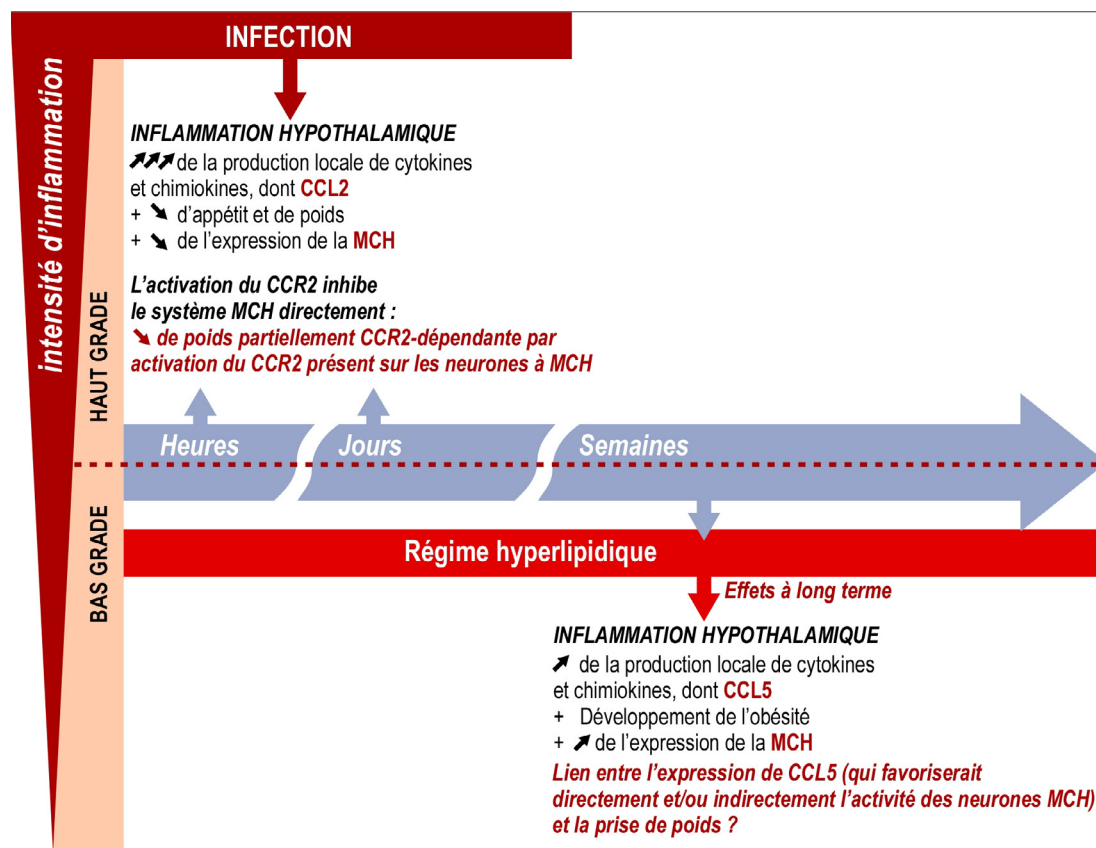 INFECTION
intensité d'inflammation
HAUT GRADE
BAS GRADE
INFLAMMATION HYPOTHALAMIQUE
➚➚➚ de la production locale de cytokines
et chimiokines, dont CCL2
+ ➘ d'appétit et de poids
+ ➘ de l'expression de la MCH
L'activation du CCR2 inhibe
le système MCH directement :
➘ de poids partiellement CCR2-dépendante par
activation du CCR2 présent sur les neurones à MCH
Heures
Jours
Semaines
Régime hyperlipidique
Effets à long terme
INFLAMMATION HYPOTHALAMIQUE
➚ de la production locale de cytokines
et chimiokines, dont CCL5
+ Développement de l'obésité
+ ➚ de l'expression de la MCH
Lien entre l'expression de CCL5 (qui favoriserait
directement et/ou indirectement l'activité des neurones MCH)
et la prise de poids ?